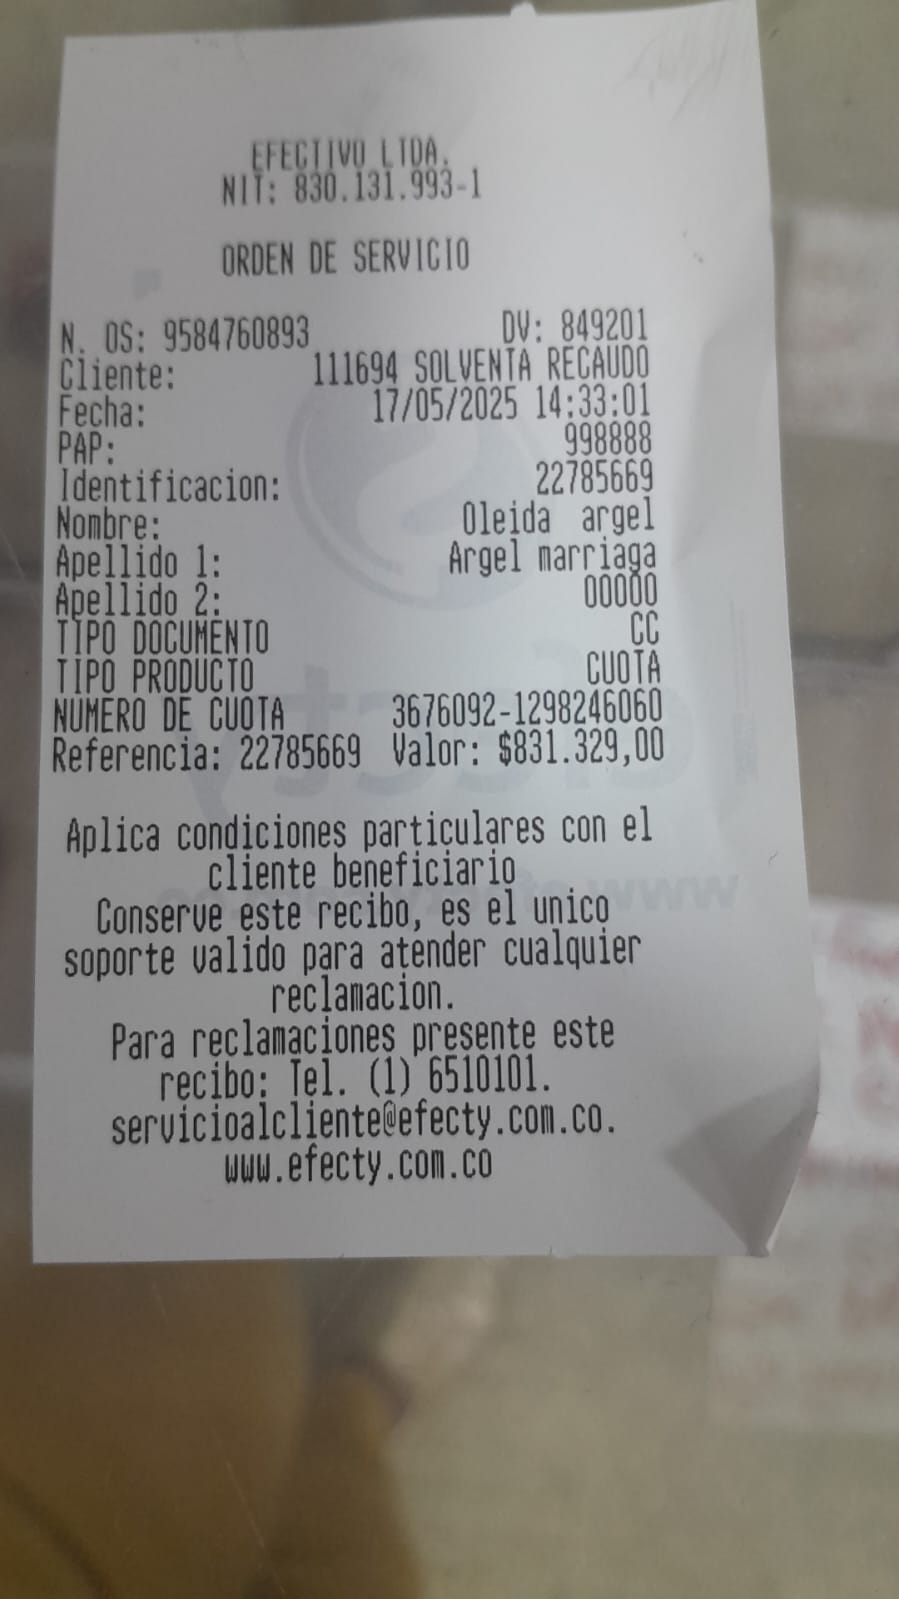 EFECTIVO LTDA.
NIT: 830.131.993-1
ORDEN DE SERVICIO
N. OS: 9584760893 DV: 849201
Cliente: 111694 SOLVENTA RECAUDO
Fecha: 17/05/2025 14:33:01
PAP: 998888
Identificacion: 22785669
Nombre: Oleida argel
Apellido 1: Argel marriaga
Apellido 2: 00000
TIPO DOCUMENTO CC
TIPO PRODUCTO CUOTA
NUMERO DE CUOTA 3676092-1298246060
Referencia: 22785669 Valor: $831.329,00
Aplica condiciones particulares con el
cliente beneficiario
Conserve este recibo, es el unico
soporte valido para atender cualquier
reclamacion.
Para reclamaciones presente este
recibo: Tel. (1) 6510101.
servicioalcliente@efecty.com.co.
www.efecty.com.co